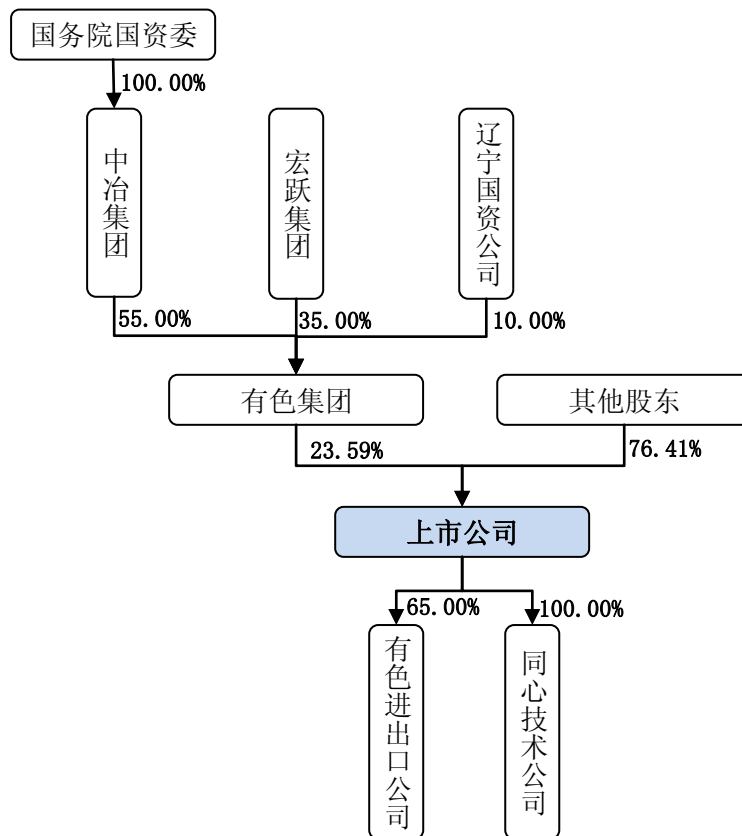 国务院国资委
100.00%
中冶集团
宏跃集团
辽宁国资公司
55.00%
35.00%
10.00%
有色集团
其他股东
23.59%
76.41%
上市公司
65.00%
100.00%
有色进出口公司
同心技术公司